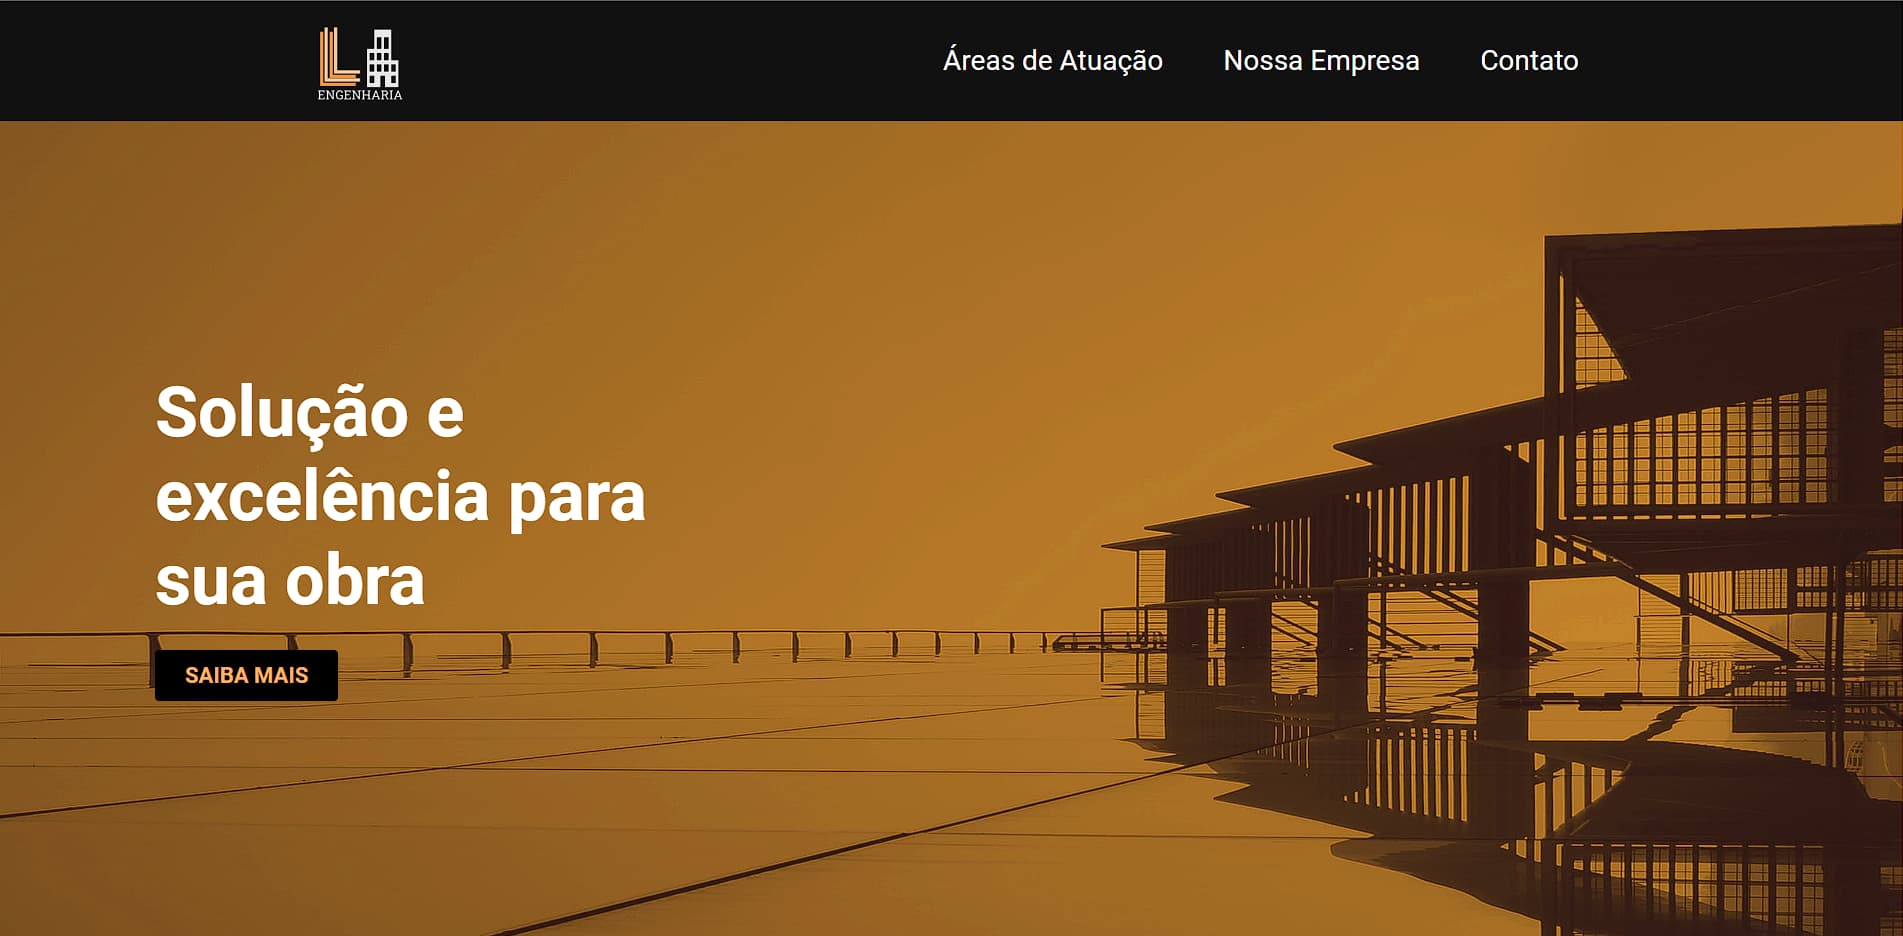 ENGENHARIA
Áreas de Atuação
Nossa Empresa
Contato
Solução e
excelência para
sua obra
SAIBA MAIS